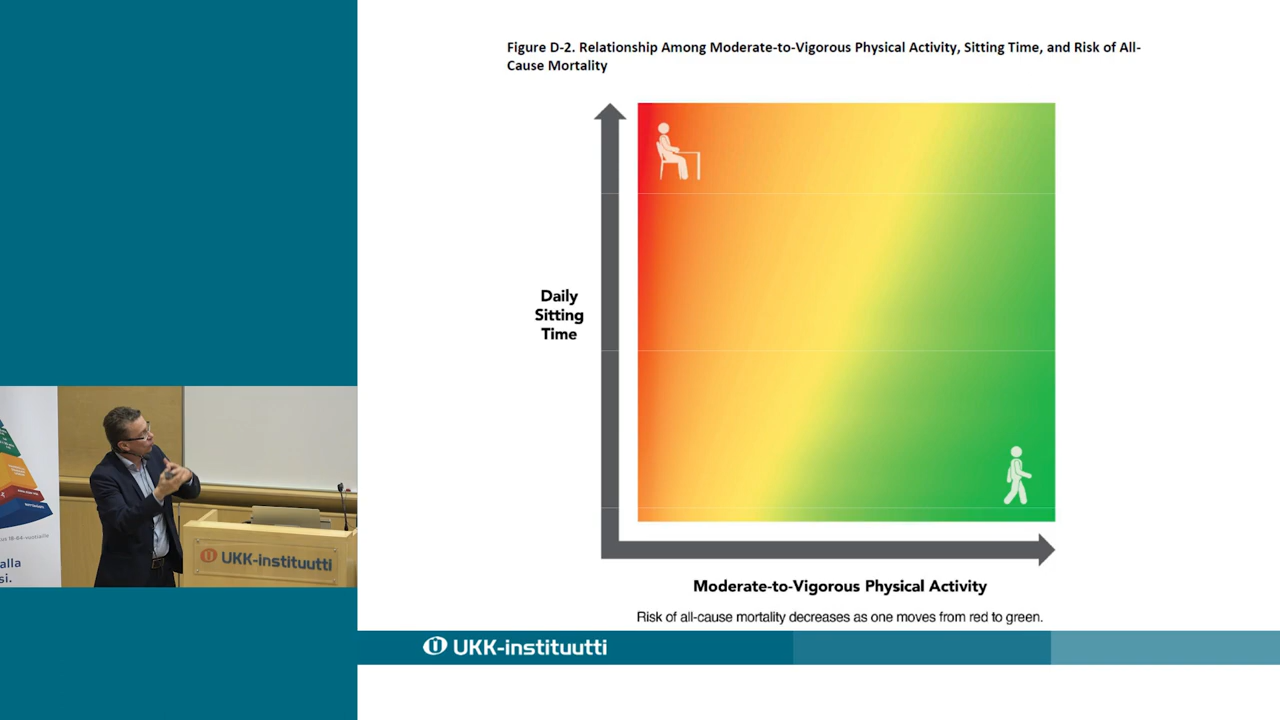 Figure D-2. Relationship Among Moderate-to-Vigorous Physical Activity, Sitting Time, and Risk of All-
Cause Mortality
Daily
Sitting
Time
Moderate-to-Vigorous Physical Activity
Risk of all-cause mortality decreases as one moves from red to green.
UKK-instituutti
UKK-instituutti
alla
si.